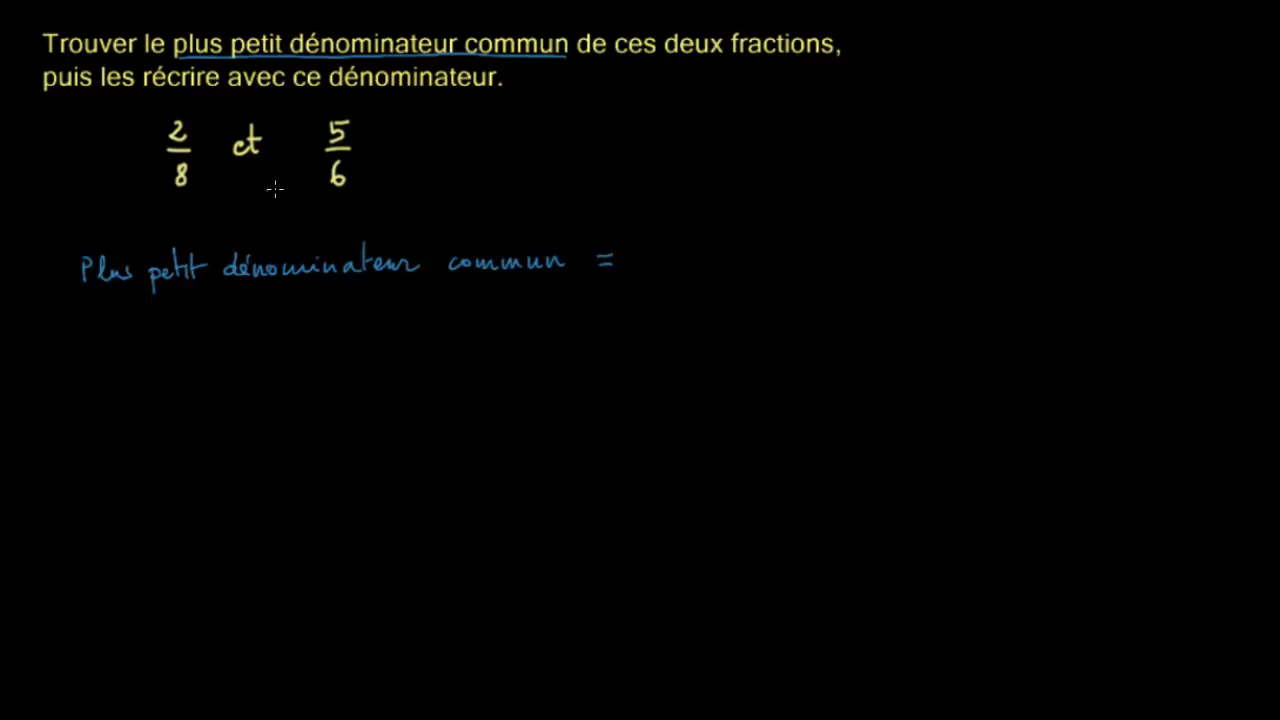 Trouver le plus petit dénominateur commun de ces deux fractions,
puis les récrire avec ce dénominateur.
2/8 et 5/6
Plus petit dénominateur commun =